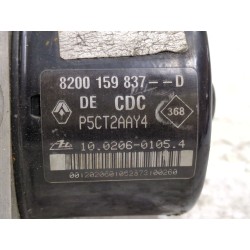 8200 159 837--D
DE CDC
P5CT2AAY4
368
10.0206-0105.4